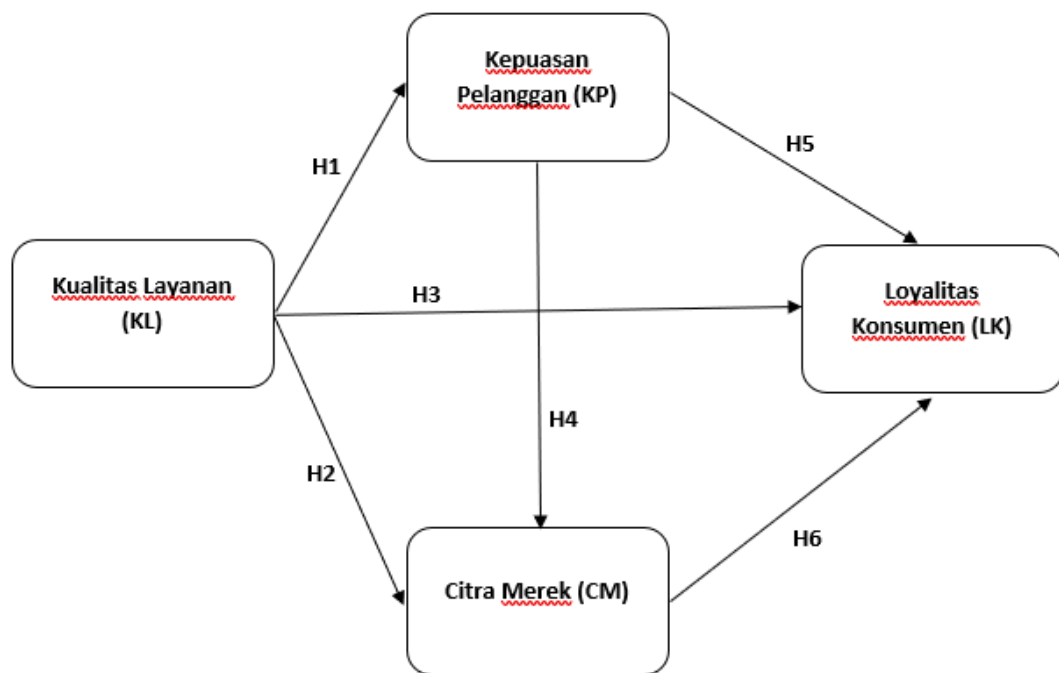 Kepuasan
Pelanggan (KP)
H5
H1
Kualitas Layanan
(KL)
H3
Loyalitas
Konsumen (LK)
H4
H2
H6
Citra Merek (CM)